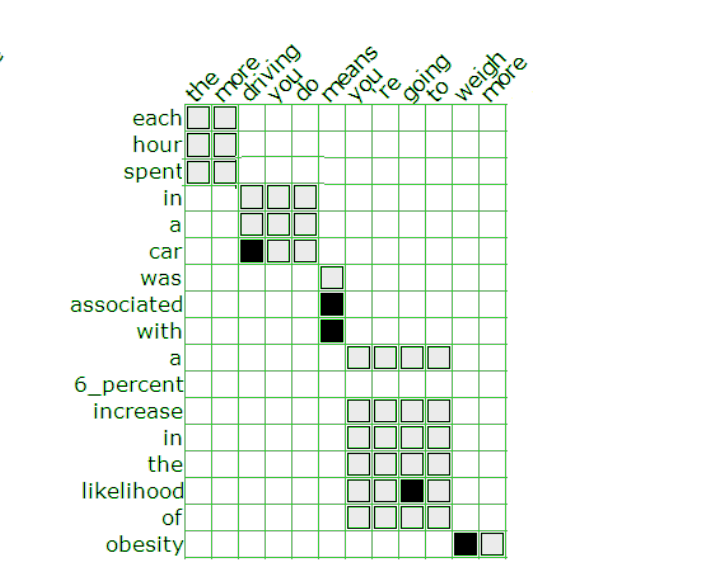 the more driving you do means you re going to weigh more
each
hour
spent
in
a
car
was
associated
with
a
6_percent
increase
in
the
likelihood
of
obesity